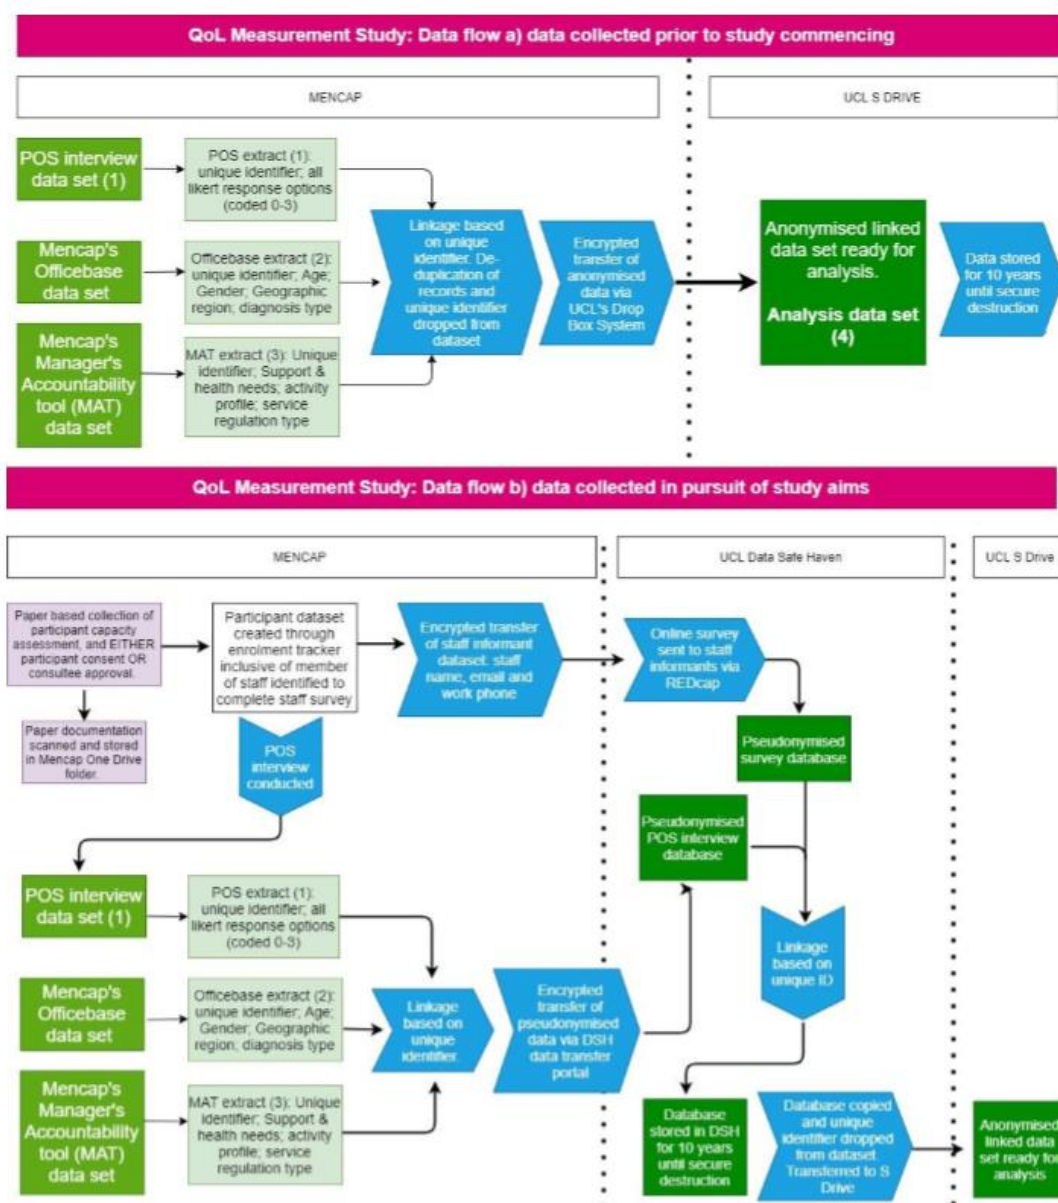 QoL Measurement Study: Data flow a) data collected prior to study commencing
MENCAP
UCL S DRIVE
POS interview
data set (1)
POS extract (1):
unique identifier; all
likert response options
(coded 0-3)
Mencap's
Officebase
data set
Officebase extract (2):
unique identifier; Age;
Gender; Geographic
region; diagnosis type
Mencap's
Manager's
Accountability
tool (MAT)
data set
MAT extract (3): Unique
identifier; Support &
health needs; activity
profile; service
regulation type
Linkage based
on unique
identifier. De-
duplication of
records and
unique identifier
dropped from
dataset
Encrypted
transfer of
anonymised
data via
UCL's Drop
Box System
Anonymised linked
data set ready for
analysis.
Analysis data set
(4)
Data stored
for 10 years
until secure
destruction
QoL Measurement Study: Data flow b) data collected in pursuit of study aims
MENCAP
UCL Data Safe Haven
UCL S Drive
Paper based collection of
participant capacity
assessment, and EITHER
participant consent OR
consultee approval.
Paper documentation
scanned and stored
in Mencap One Drive
folder.
Participant dataset
created through
enrolment tracker
inclusive of member
of staff identified to
complete staff survey
Encrypted transfer
of staff informant
dataset. staff
name, email and
work phone
Online survey
sent to staff
informants via
REDcap
POS
interview
conducted
Pseudonymised
survey database
Pseudonymised
POS interview
database
POS interview
data set (1)
POS extract (1):
unique identifier; all
likert response options
(coded 0-3)
Mencap's
Officebase
data set
Officebase extract (2):
unique identifier; Age;
Gender; Geographic
region; diagnosis type
Mencap's
Manager's
Accountability
tool (MAT)
data set
MAT extract (3): Unique
identifier; Support &
health needs; activity
profile; service
regulation type
Linkage
based on
unique
identifier.
Encrypted
transfer of
pseudonymised
data via DSH
data transfer
portal
Linkage
based on
unique ID
Database
stored in DSH
for 10 years
until secure
destruction
Database copied
and unique
identifier dropped
from dataset
Transferred to S
Drive
Anonymised
linked data
set ready for
analysis